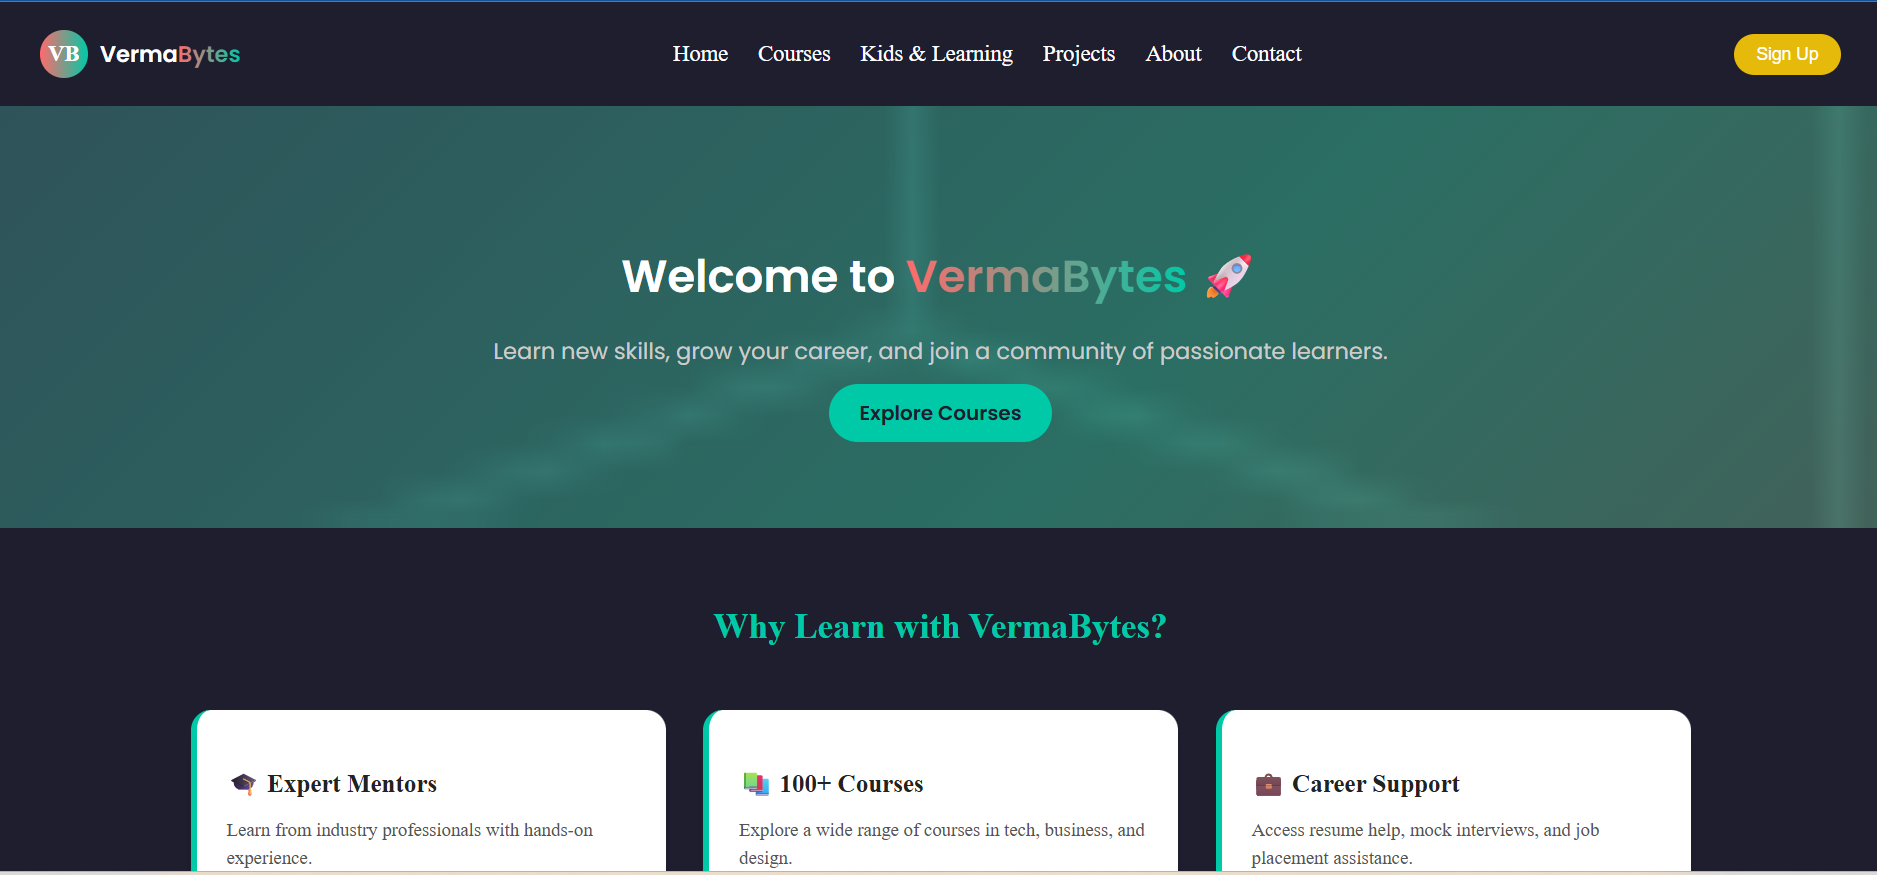 VB VermaBytes Home Courses Kids & Learning Projects About Contact Sign Up
Welcome to VermaBytes 🚀
Learn new skills, grow your career, and join a community of passionate learners.
Explore Courses
Why Learn with VermaBytes?
🎓 Expert Mentors
Learn from industry professionals with hands-on
experience.
📚 100+ Courses
Explore a wide range of courses in tech, business, and
design.
💼 Career Support
Access resume help, mock interviews, and job
placement assistance.